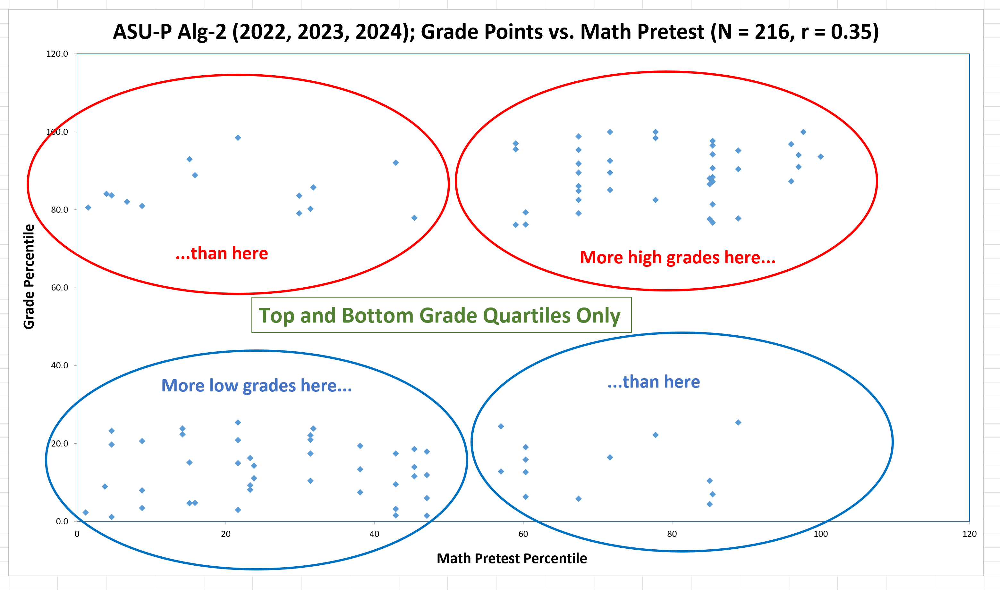 ASU-P Alg-2 (2022, 2023, 2024); Grade Points vs. Math Pretest (N = 216, r = 0.35)
120.0
100.0
80.0
60.0
40.0
20.0
0.0
Grade Percentile
...than here
More high grades here...
Top and Bottom Grade Quartiles Only
More low grades here...
...than here
0
20
40
60
80
100
120
Math Pretest Percentile